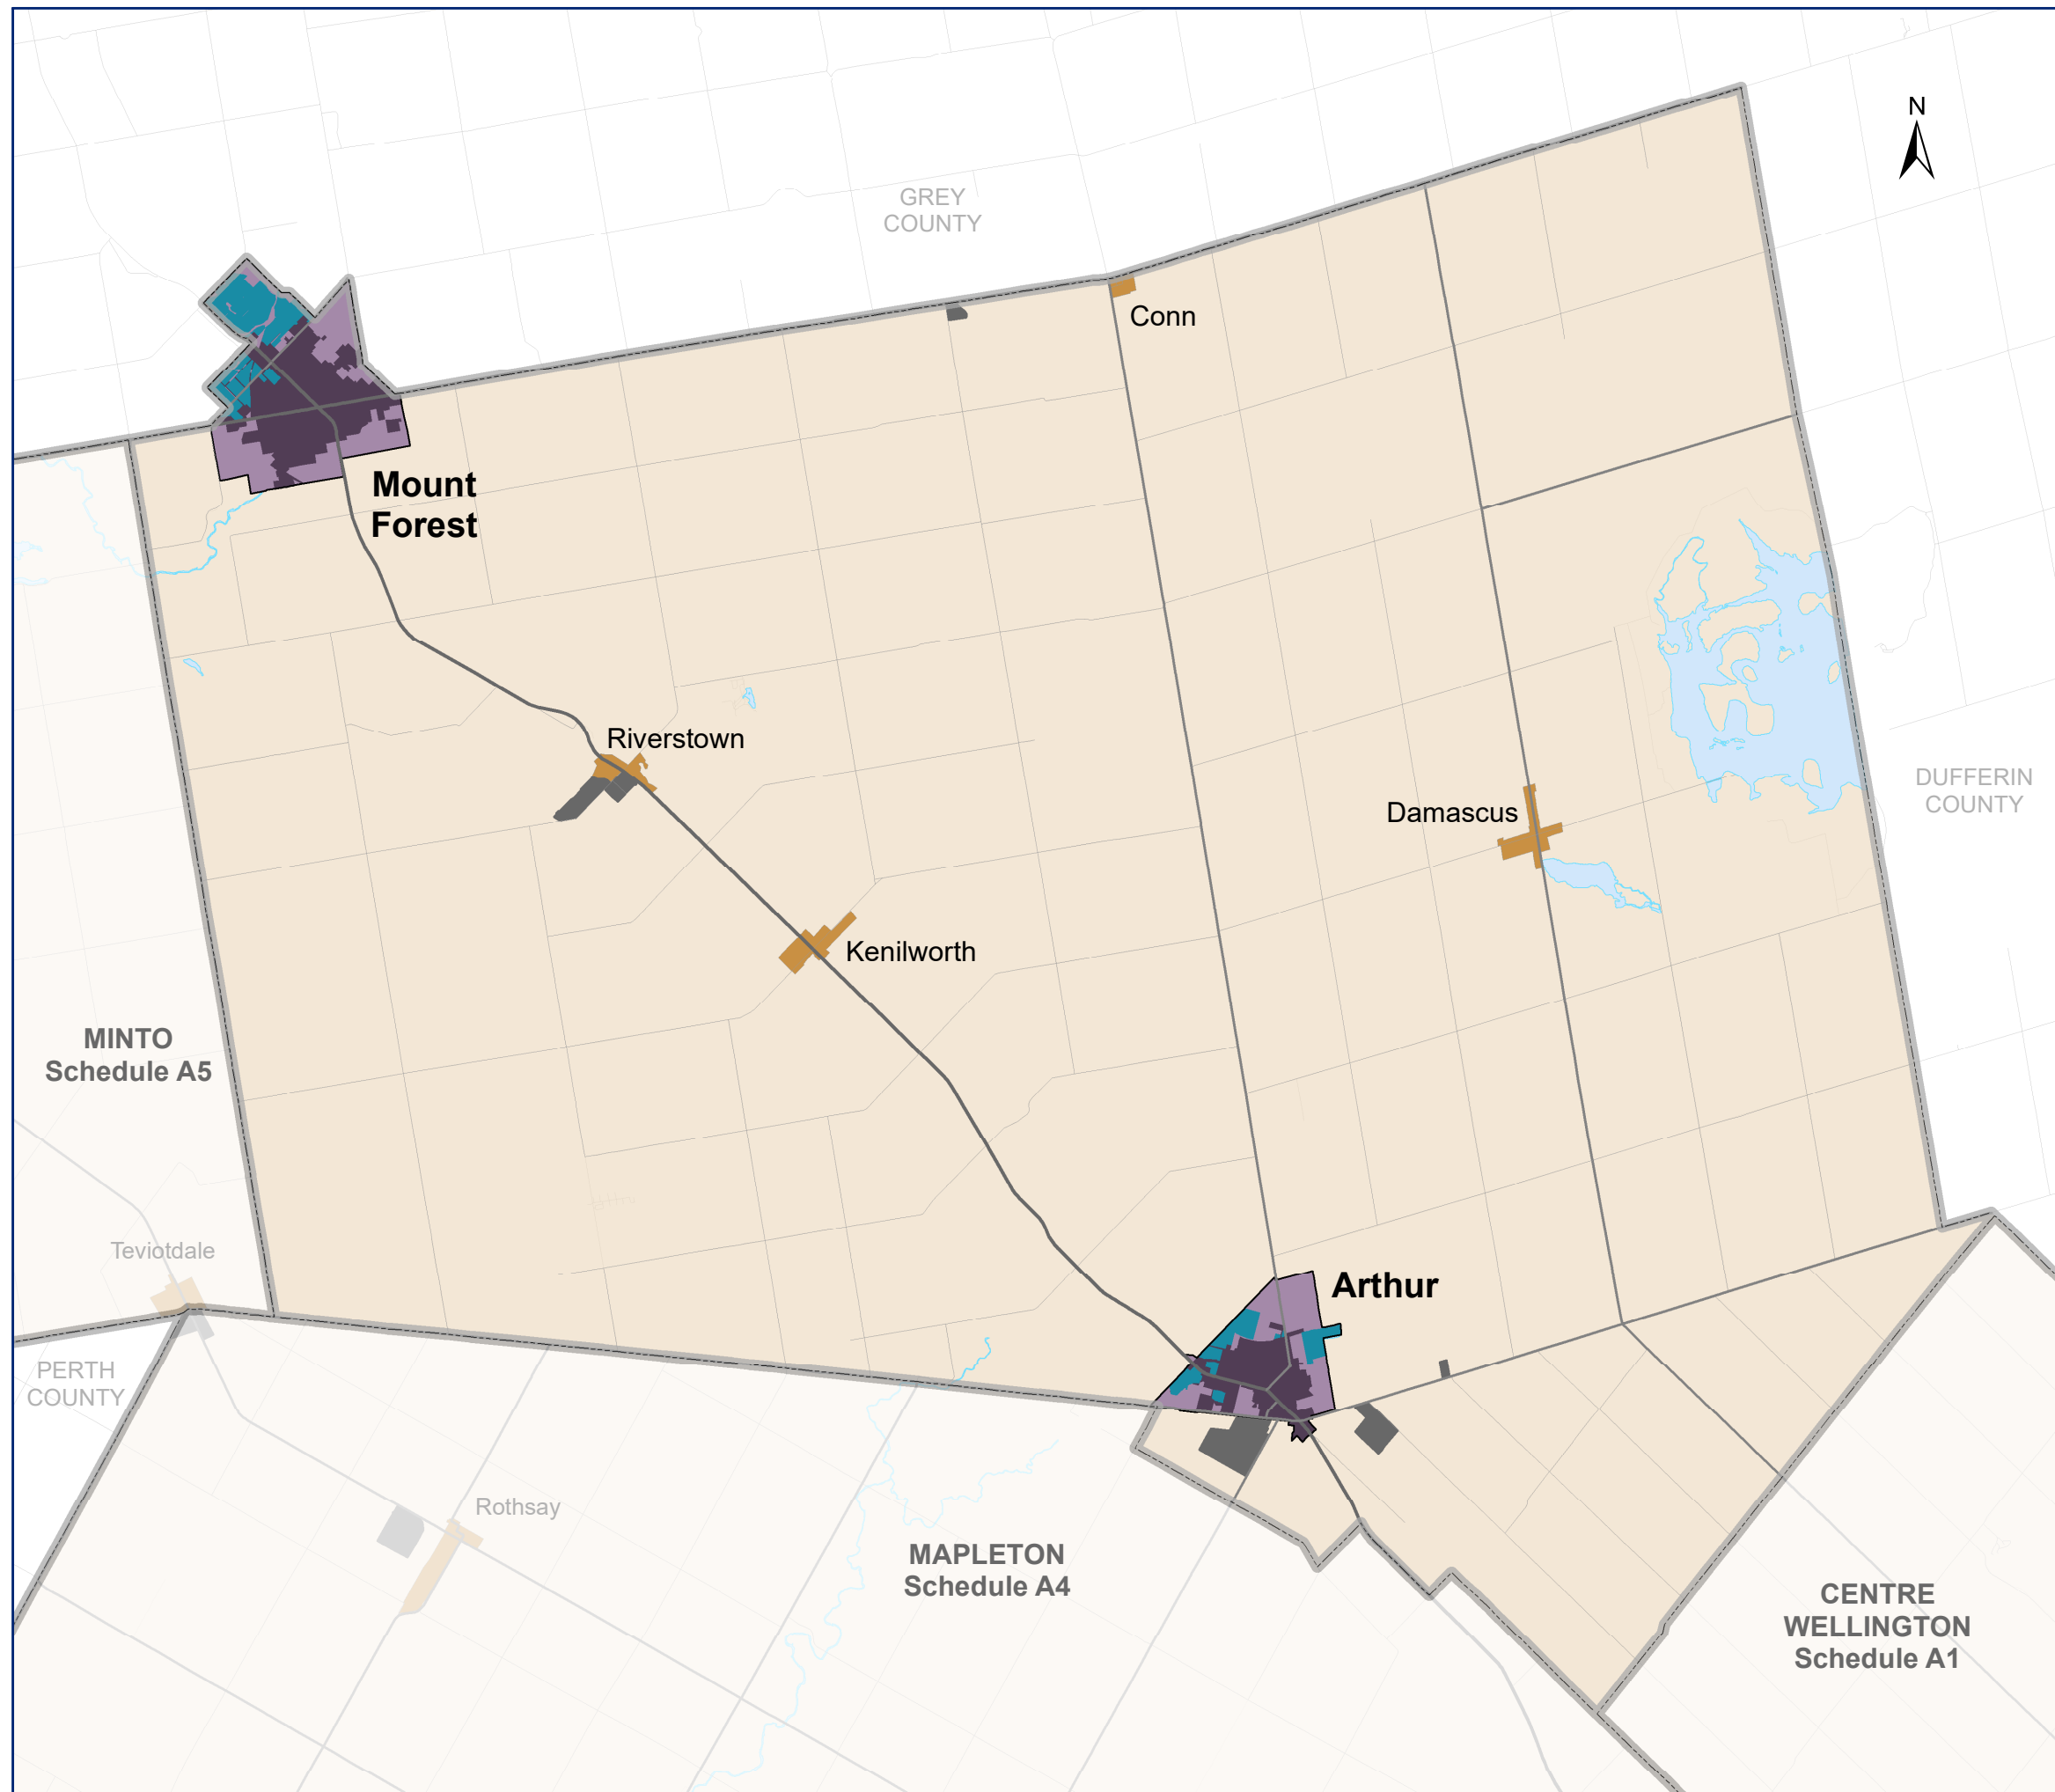 N
GREY
COUNTY
Conn
Mount
Forest
Riverstown
DUFFERIN
COUNTY
Damascus
Kenilworth
MINTO
Schedule A5
Teviotdale
Arthur
PERTH
COUNTY
Rothsay
MAPLETON
Schedule A4
CENTRE
WELLINGTON
Schedule A1